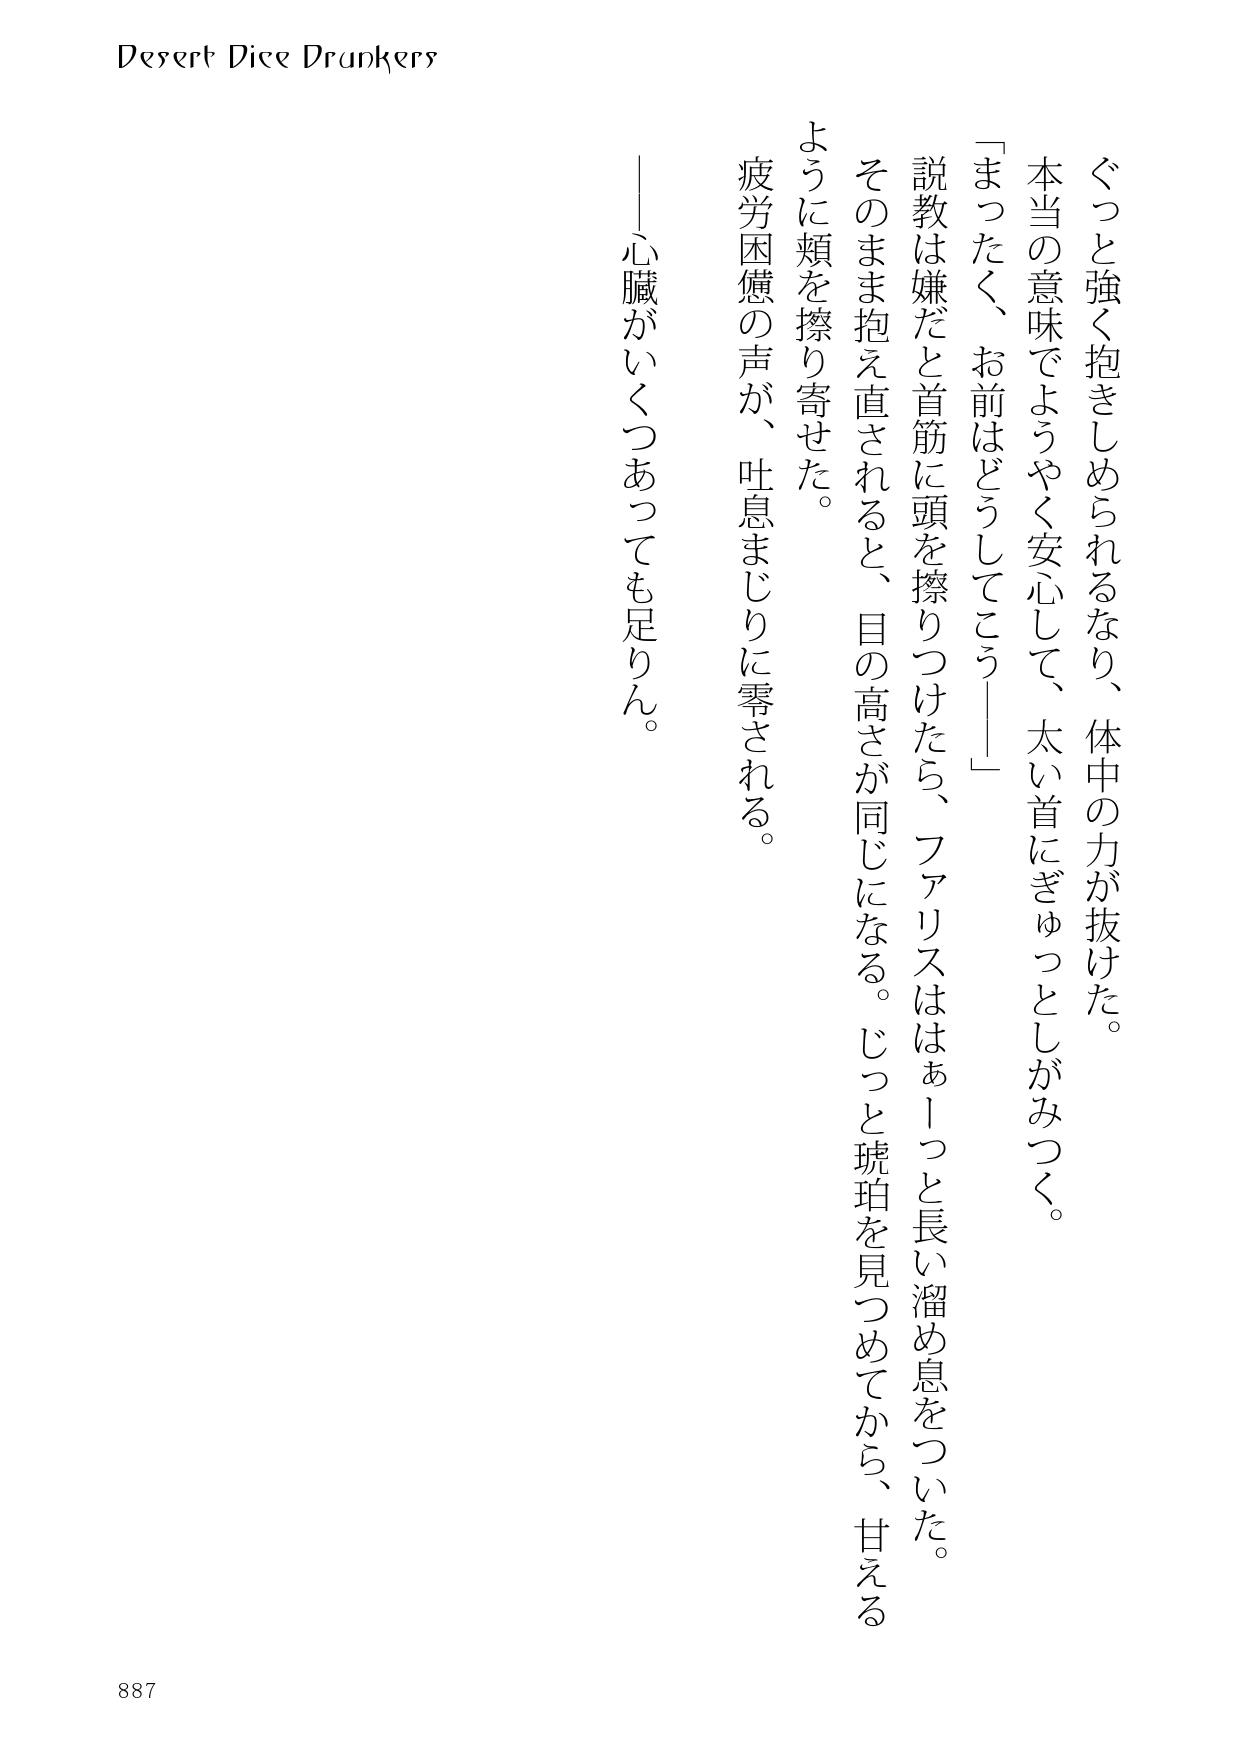 Desert Dice Drunkers
ぐっと強く抱きしめられるなり、体中の力が抜けた。
本当の意味でようやく安心して、太い首にぎゅっとしがみつく。
「まったく、お前はどうしてこう――」
説教は嫌だと首筋に頭を擦りつけたら、ファリスははぁーっと長い溜め息をついた。
そのまま抱え直されると、目の高さが同じになる。じっと琥珀を見つめてから、甘える
ように頬を擦り寄せた。
疲労困憊の声が、吐息まじりに零される。
――心臓がいくつあっても足りん。
887